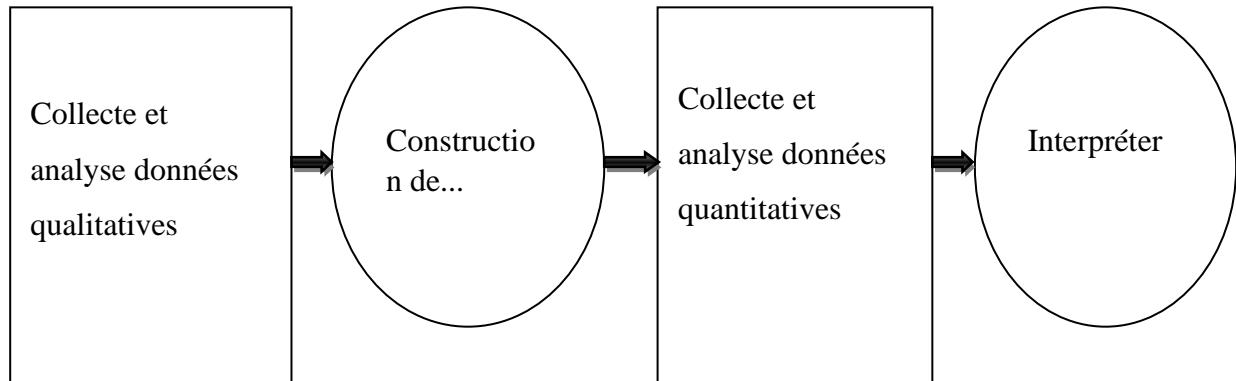 Collecte et
analyse données
qualitatives
Constructio
n de...
Collecte et
analyse données
quantitatives
Interpréter